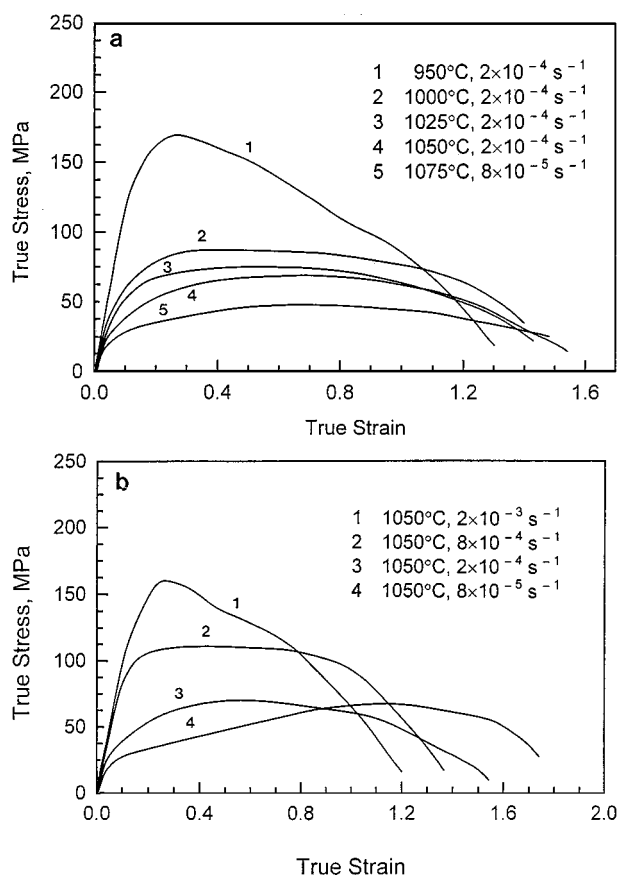 a
250
200
150
100
50
0
True Stress, MPa
1 950°C, 2×10⁻⁴ s⁻¹
2 1000°C, 2×10⁻⁴ s⁻¹
3 1025°C, 2×10⁻⁴ s⁻¹
4 1050°C, 2×10⁻⁴ s⁻¹
5 1075°C, 8×10⁻⁵ s⁻¹
1
2
3
4
5
0.0 0.4 0.8 1.2 1.6
True Strain
b
250
200
150
100
50
0
True Stress, MPa
1 1050°C, 2×10⁻³ s⁻¹
2 1050°C, 8×10⁻⁴ s⁻¹
3 1050°C, 2×10⁻⁴ s⁻¹
4 1050°C, 8×10⁻⁵ s⁻¹
1
2
3
4
0.0 0.4 0.8 1.2 1.6 2.0
True Strain